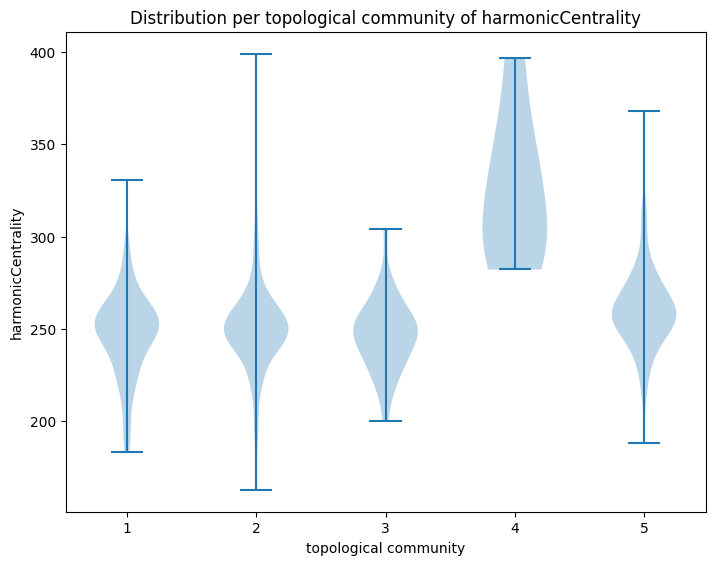 Distribution per topological community of harmonicCentrality
400
350
300
250
200
harmonicCentrality
1 2 3 4 5
topological community